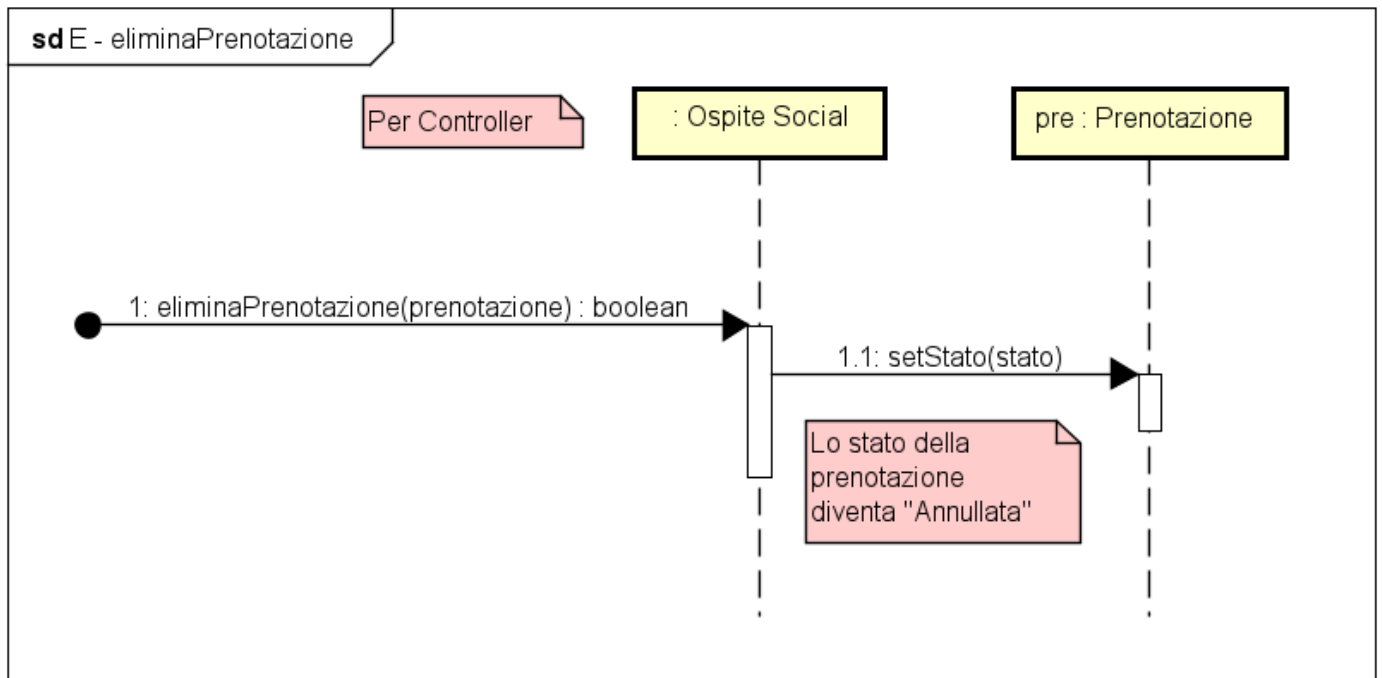 sd E - eliminaPrenotazione
Per Controller
: Ospite Social
pre : Prenotazione
1: eliminaPrenotazione(prenotazione) : boolean
1.1: setStato(stato)
Lo stato della
prenotazione
diventa "Annullata"